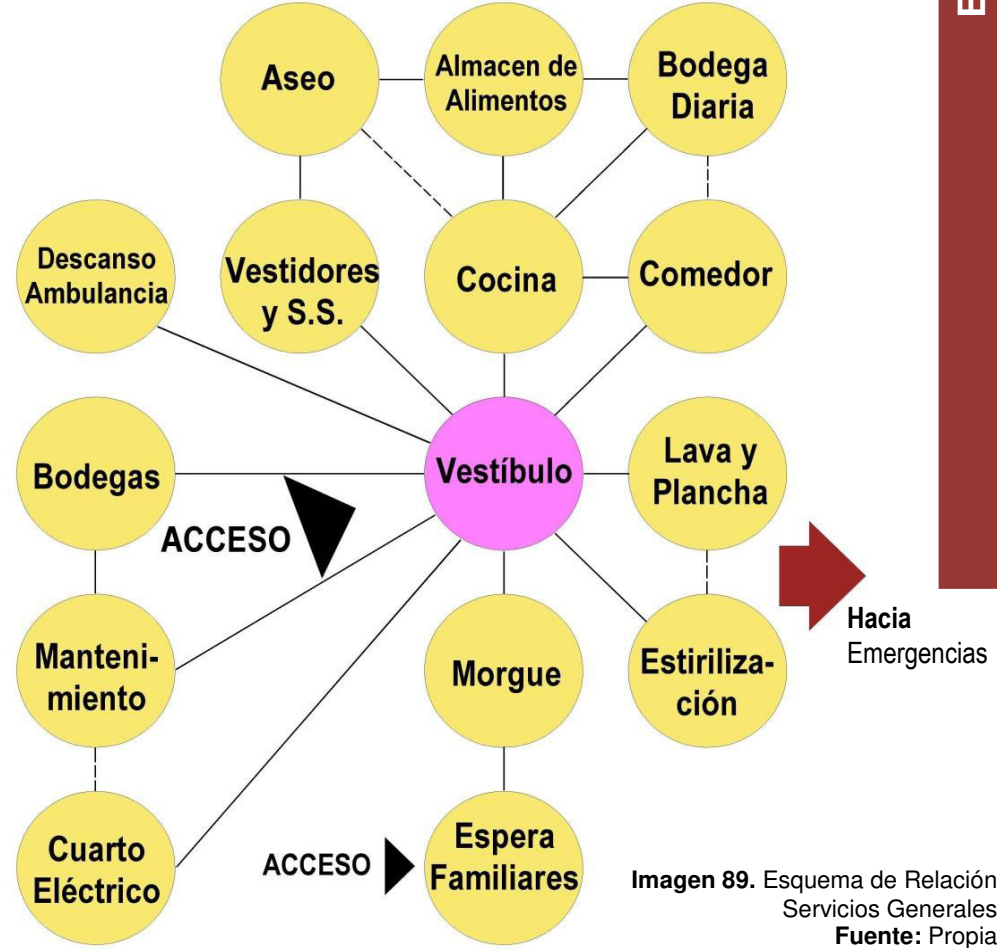 Aseo
Almacen de
Alimentos
Bodega
Diaria
Descanso
Ambulancia
Vestidores
y S.S.
Cocina
Comedor
Bodegas
Vestíbulo
Lava y
Plancha
ACCESO
Manteni-
miento
Morgue
Estiriliza-
ción
Hacia
Emergencias
Cuarto
Eléctrico
ACCESO
Espera
Familiares
Imagen 89. Esquema de Relación
Servicios Generales
Fuente: Propia